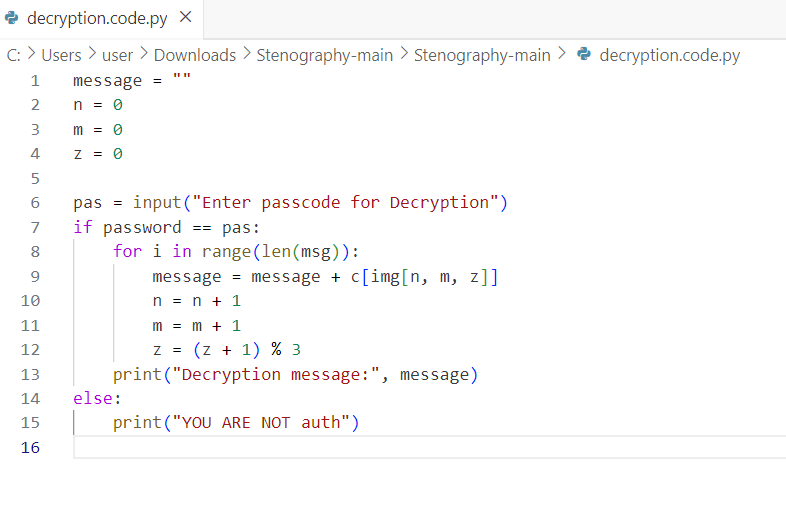 decryption.code.py ×
C: > Users > user > Downloads > Stenography-main > Stenography-main > decryption.code.py
1 message = ""
2 n = 0
3 m = 0
4 z = 0
5
6 pas = input("Enter passcode for Decryption")
7 if password == pas:
8     for i in range(len(msg)):
9         message = message + c[img[n, m, z]]
10         n = n + 1
11         m = m + 1
12         z = (z + 1) % 3
13     print("Decryption message:", message)
14 else:
15     print("YOU ARE NOT auth")
16